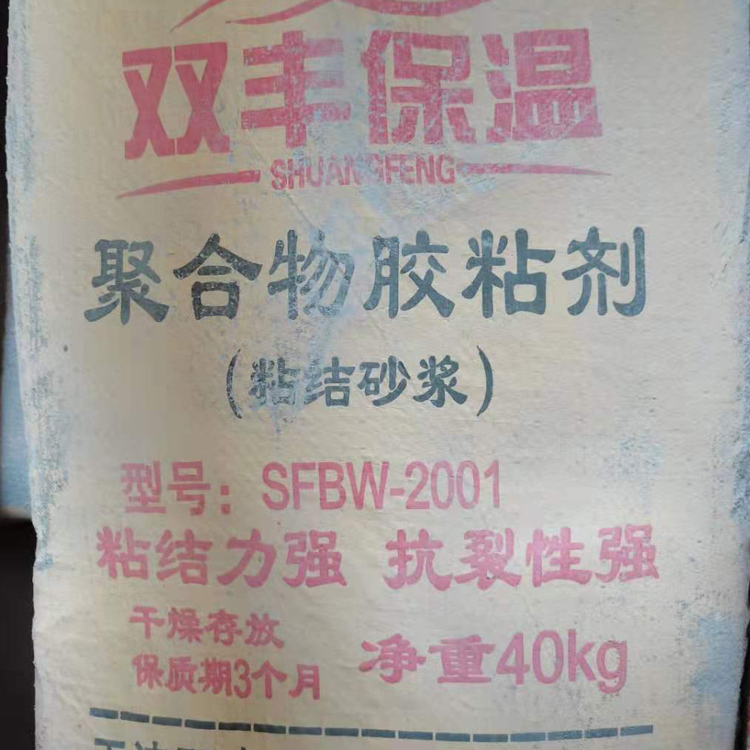 双丰保温
SHUANGFENG
聚合物胶粘剂
(粘结砂浆)
型号：SFBW-2001
粘结力强 抗裂性强
干燥存放
保质期3个月
净重40kg